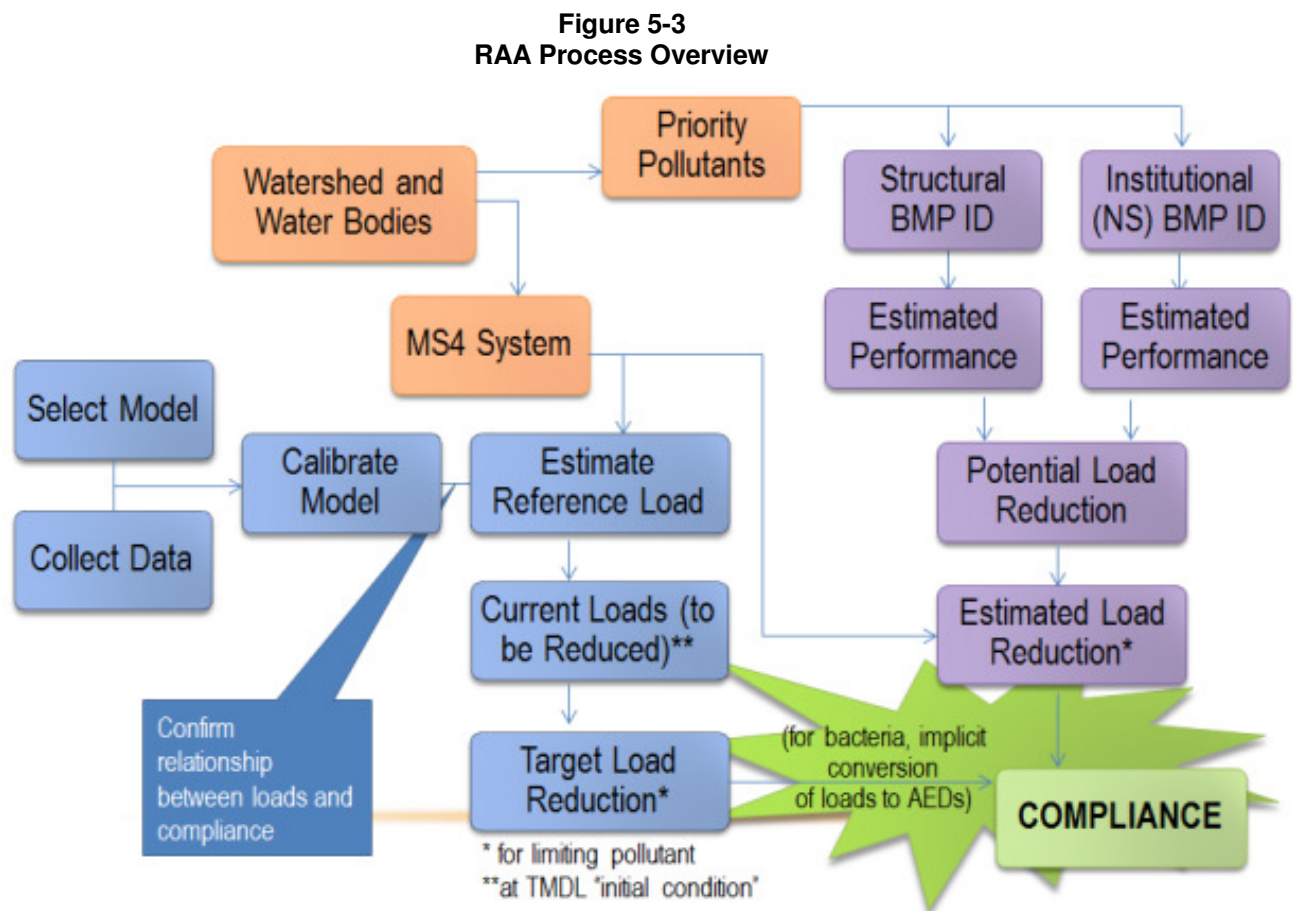 Figure 5-3
RAA Process Overview
Priority
Pollutants
Watershed and
Water Bodies
Structural
BMP ID
Institutional
(NS) BMP ID
MS4 System
Estimated
Performance
Estimated
Performance
Select Model
Collect Data
Calibrate
Model
Estimate
Reference Load
Potential Load
Reduction
Current Loads (to
be Reduced)**
Estimated Load
Reduction*
Confirm
relationship
between loads and
compliance
Target Load
Reduction*
(for bacteria, implicit
conversion
of loads to AEDs)
COMPLIANCE
* for limiting pollutant
**at TMDL "initial condition"